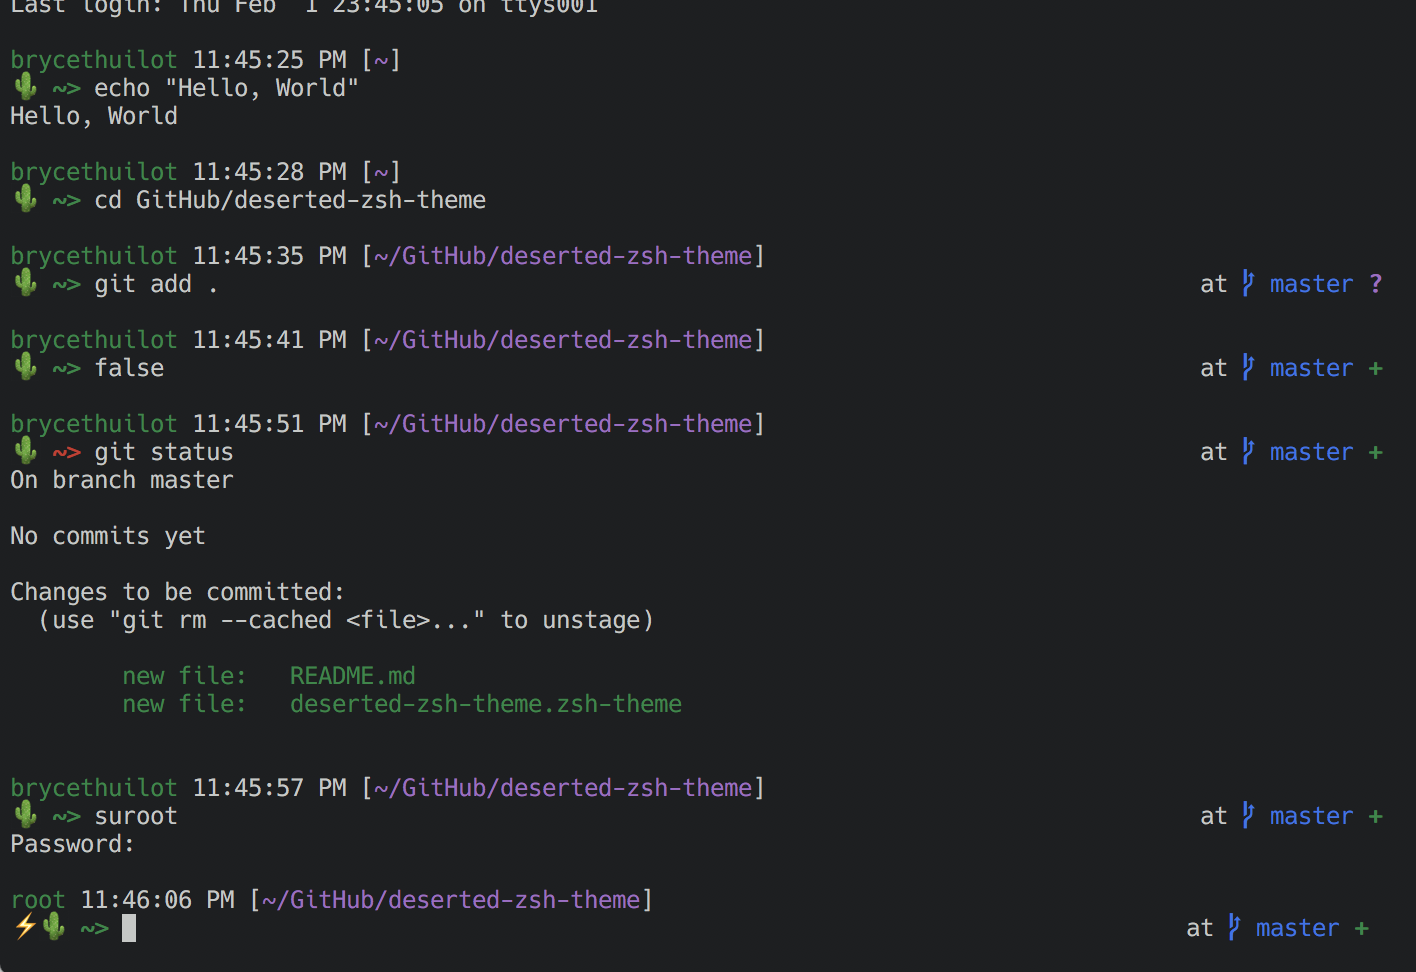 Last login: Thu Feb  1 23:45:05 on ttys001
brycethuilot 11:45:25 PM [~]
🌵 ~> echo "Hello, World"
Hello, World
brycethuilot 11:45:28 PM [~]
🌵 ~> cd GitHub/deserted-zsh-theme
brycethuilot 11:45:35 PM [~/GitHub/deserted-zsh-theme]
🌵 ~> git add . at master ?
brycethuilot 11:45:41 PM [~/GitHub/deserted-zsh-theme]
🌵 ~> false at master +
brycethuilot 11:45:51 PM [~/GitHub/deserted-zsh-theme]
🌵 ~> git status at master +
On branch master
No commits yet
Changes to be committed:
  (use "git rm --cached <file>..." to unstage)
new file:   README.md
new file:   deserted-zsh-theme.zsh-theme
brycethuilot 11:45:57 PM [~/GitHub/deserted-zsh-theme]
🌵 ~> suroot at master +
Password:
root 11:46:06 PM [~/GitHub/deserted-zsh-theme]
⚡🌵 ~> at master +